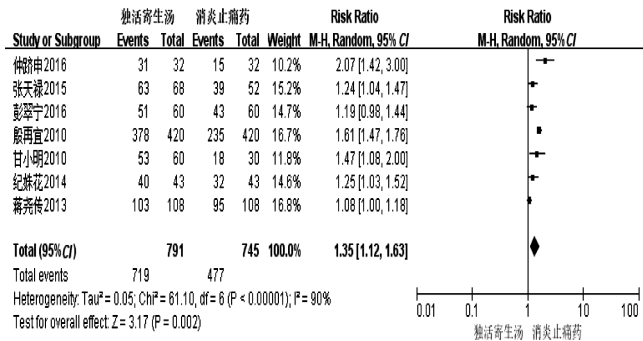 独活寄生汤 消炎止痛药 Risk Ratio Risk Ratio
Study or Subgroup Events Total Events Total Weight M-H, Random, 95% CI M-H, Random, 95% CI
仲跻申2016 31 32 15 32 10.2% 2.07 [1.42, 3.00]
张天禄2015 63 68 39 52 15.2% 1.24 [1.04, 1.47]
彭翠宁2016 51 60 43 60 14.7% 1.19 [0.98, 1.44]
殷再宜2010 378 420 235 420 16.7% 1.61 [1.47, 1.76]
甘小明2010 53 60 18 30 11.8% 1.47 [1.08, 2.00]
纪姝花2014 40 43 32 43 14.6% 1.25 [1.03, 1.52]
蒋尧传2013 103 108 95 108 16.8% 1.08 [1.00, 1.18]
Total (95% CI) 791 745 100.0% 1.35 [1.12, 1.63]
Total events 719 477
Heterogeneity: Tau² = 0.05; Chi² = 61.10, df = 6 (P < 0.00001); I² = 90%
Test for overall effect: Z = 3.17 (P = 0.002)
0.01 0.1 1 10 100
独活寄生汤 消炎止痛药